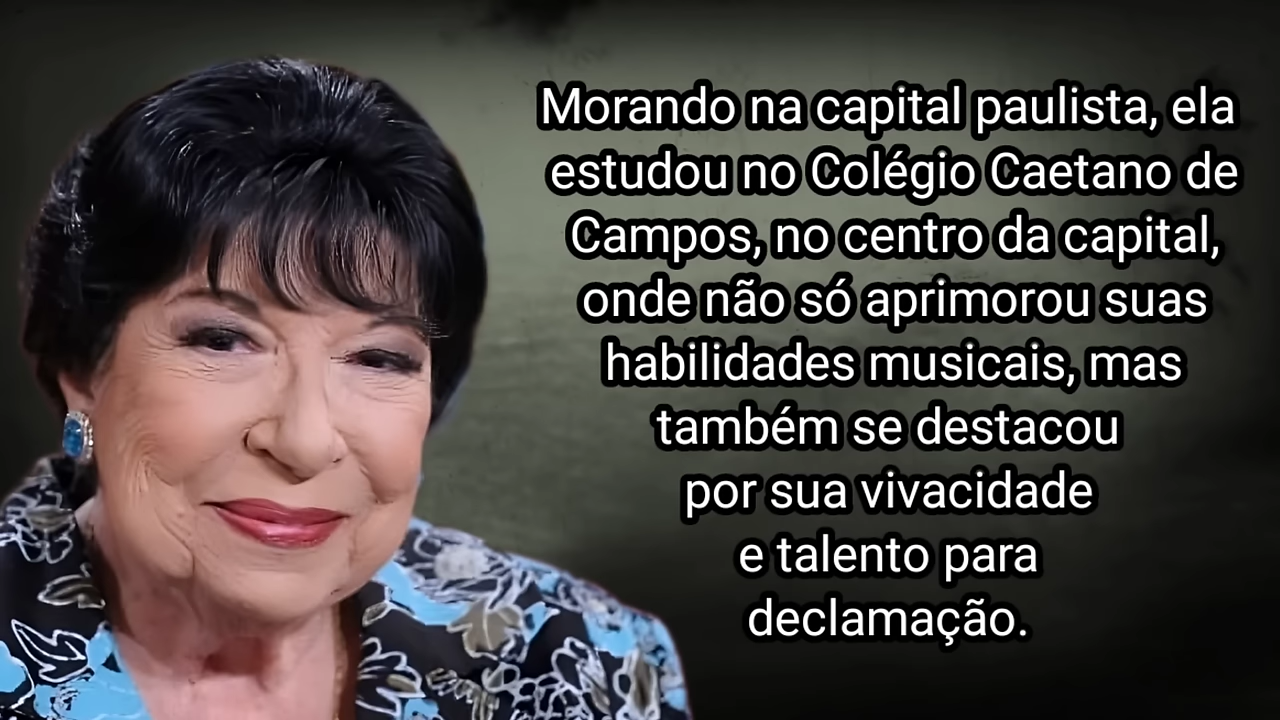 Morando na capital paulista, ela
estudou no Colégio Caetano de
Campos, no centro da capital,
onde não só aprimorou suas
habilidades musicais, mas
também se destacou
por sua vivacidade
e talento para
declamação.